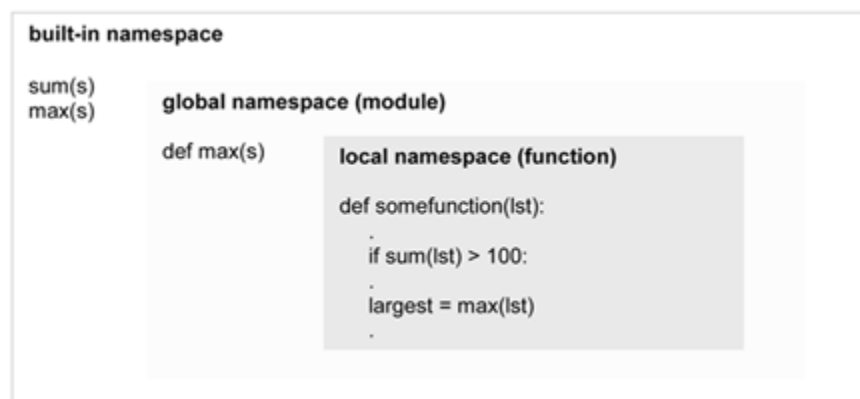 built-in namespace
sum(s)
max(s)
global namespace (module)
def max(s)
local namespace (function)
def somefunction(lst):
.
if sum(lst) > 100:
.
largest = max(lst)
.